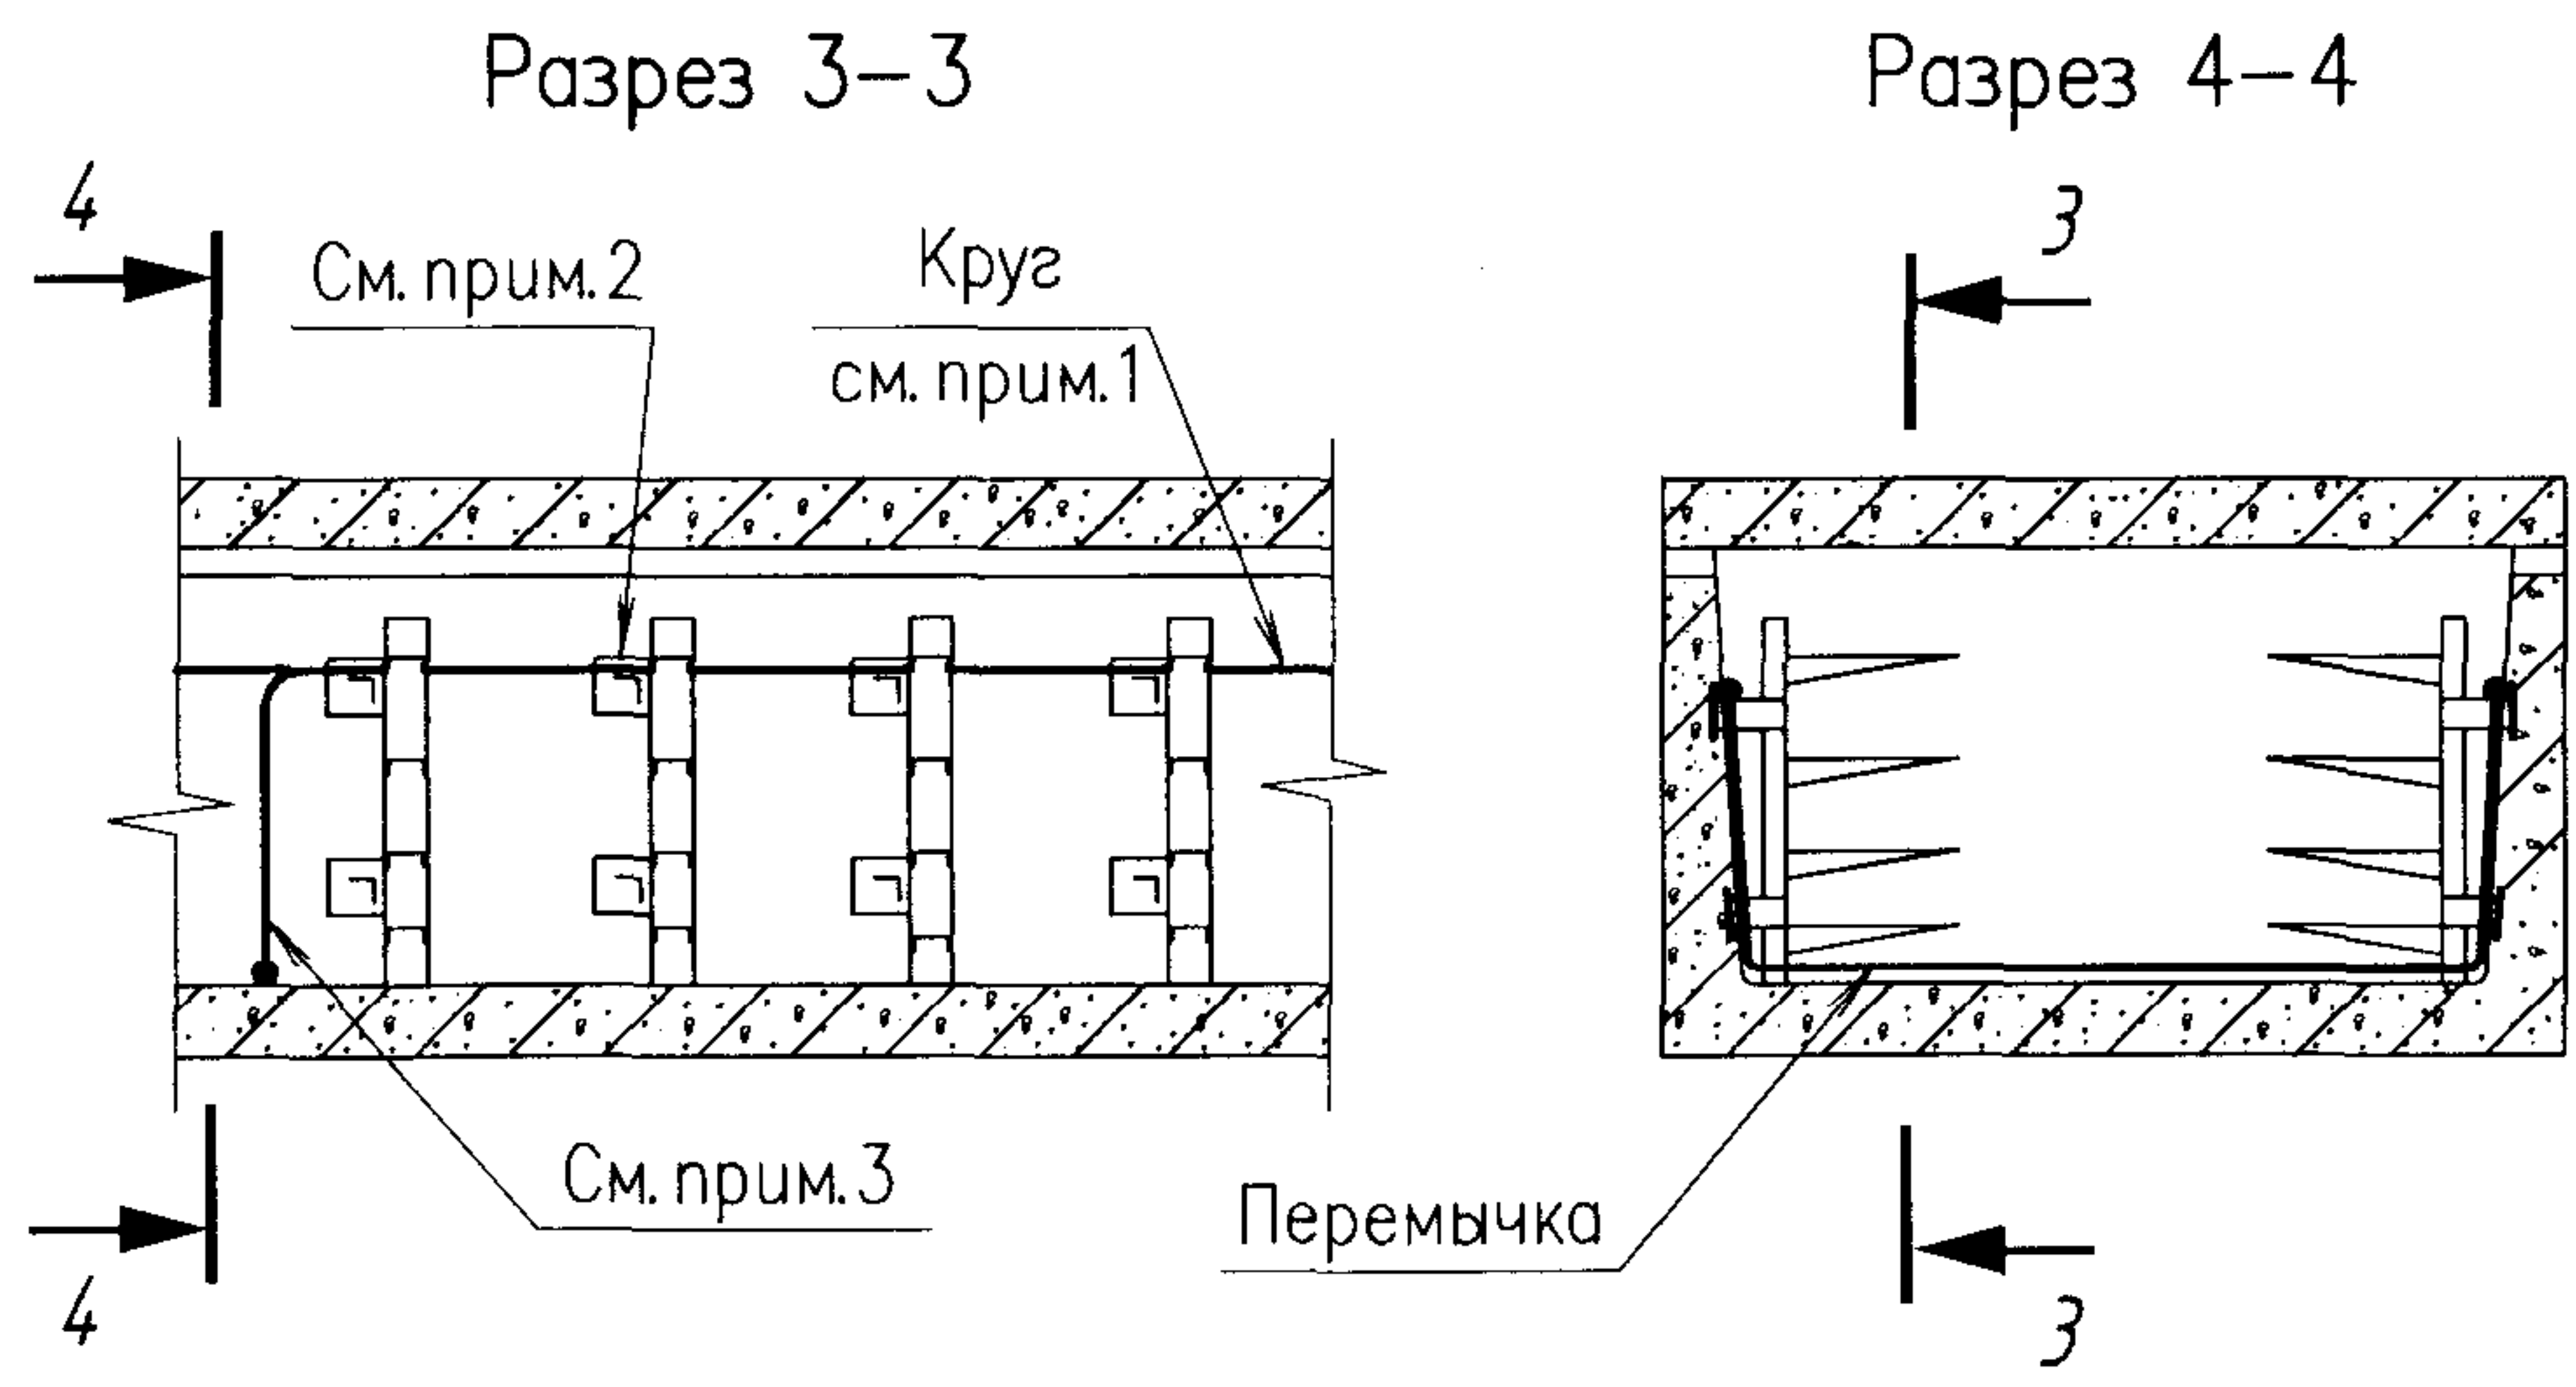 Разрез 3-3
Разрез 4-4
4
3
См. прим. 2
Круг
см. прим. 1
См. прим. 3
Перемычка
4
3